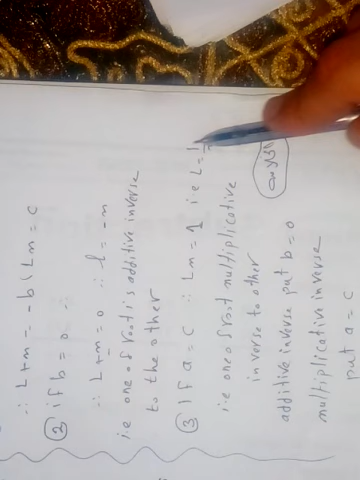 ∴ L+m = -b \ Lm = c
② if b = 0 ∴
∴ L+m = 0 ∴ l = -m
i.e one of root is additive inverse
to the other
③ If a = c ∴ Lm = 1 i.e L = 1
i.e one of root multiplicative
inverse to other
additive inverse put b = 0
multiplicative inverse
put a = c